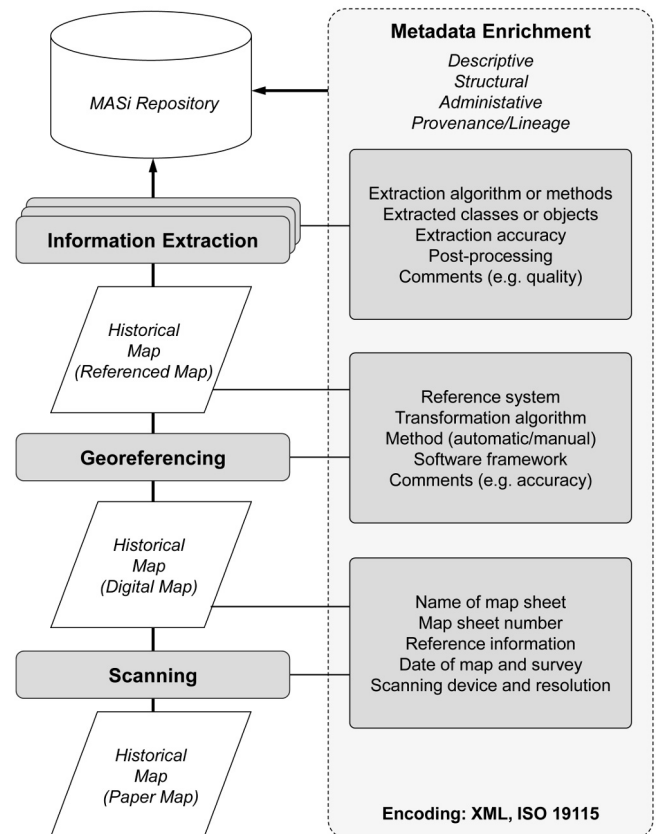 MASi Repository
Metadata Enrichment
Descriptive
Structural
Administative
Provenance/Lineage
Information Extraction
Extraction algorithm or methods
Extracted classes or objects
Extraction accuracy
Post-processing
Comments (e.g. quality)
Historical
Map
(Referenced Map)
Reference system
Transformation algorithm
Method (automatic/manual)
Software framework
Comments (e.g. accuracy)
Georeferencing
Historical
Map
(Digital Map)
Name of map sheet
Map sheet number
Reference information
Date of map and survey
Scanning device and resolution
Scanning
Historical
Map
(Paper Map)
Encoding: XML, ISO 19115